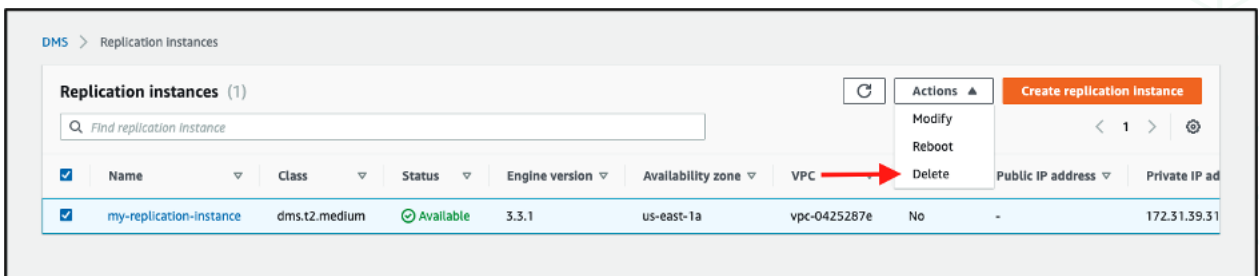 DMS > Replication instances
Replication instances (1)
Actions
Create replication instance
Find replication instance
Modify
Reboot
Delete
1
Name Class Status Engine version Availability zone VPC Public IP address Private IP ad
my-replication-instance dms.t2.medium Available 3.3.1 us-east-1a vpc-0425287e No - 172.31.39.31